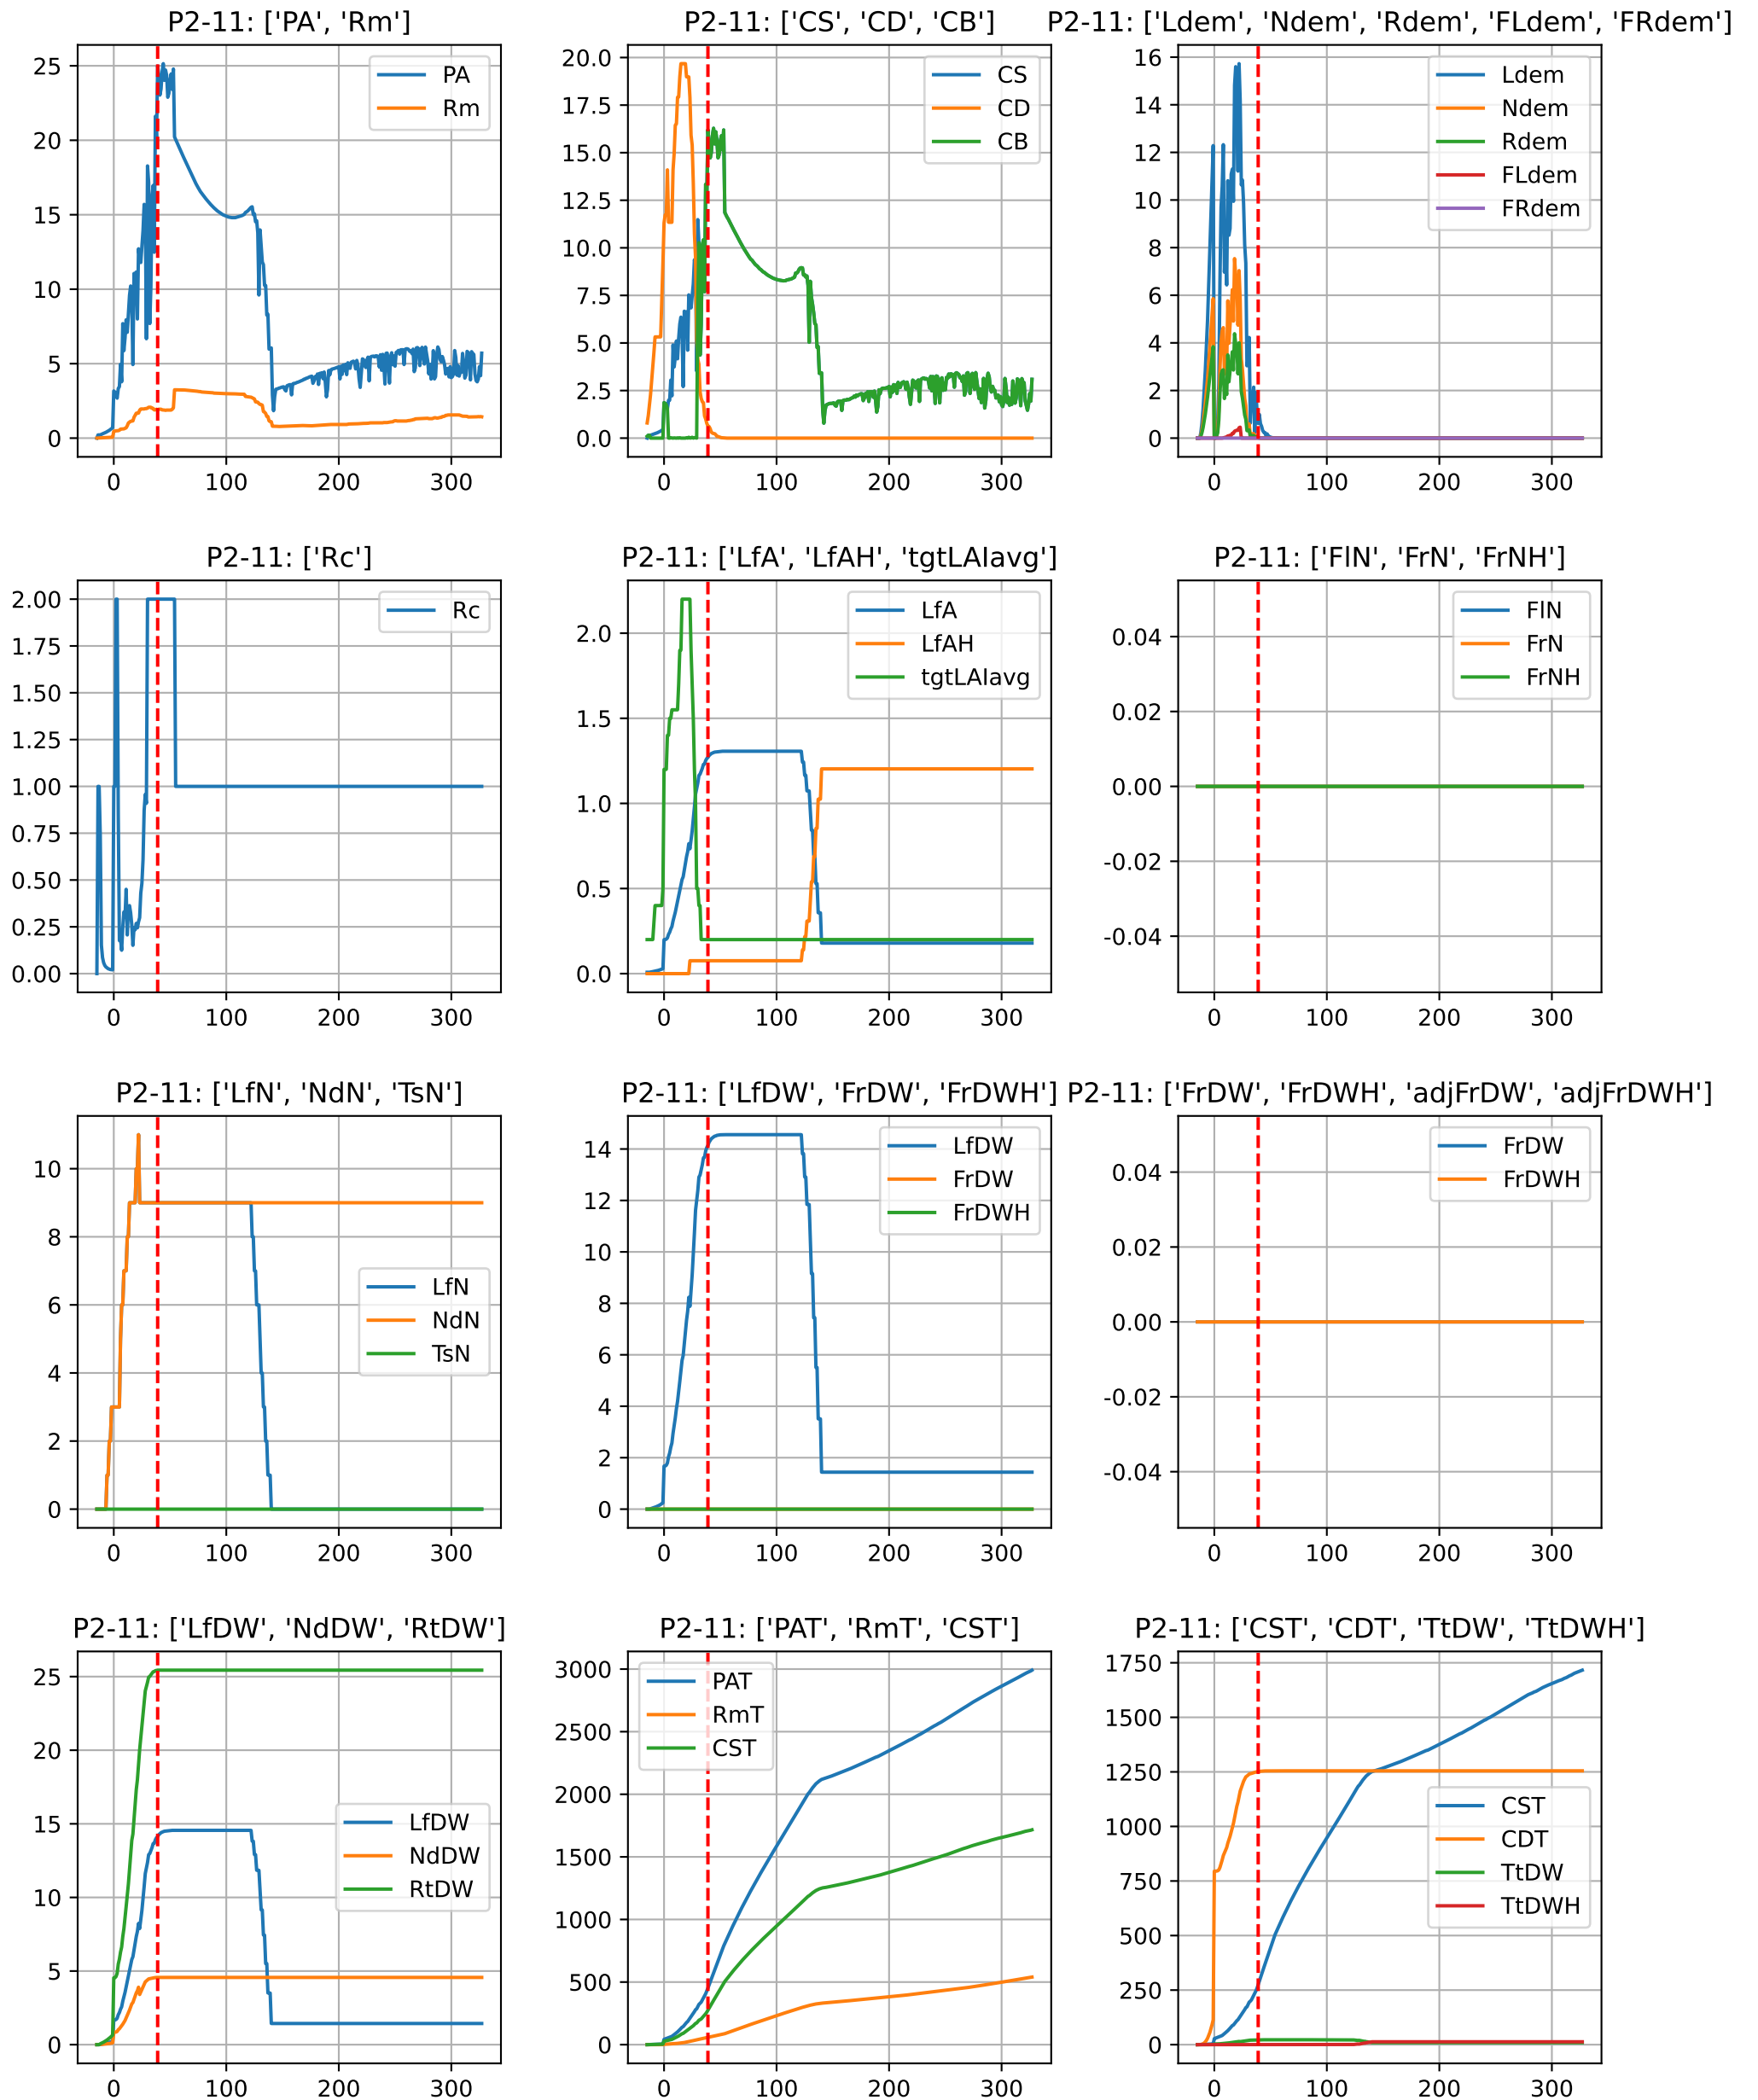 P2-11: ['PA', 'Rm']
25
20
15
10
5
0
0 100 200 300
PA
Rm
P2-11: ['CS', 'CD', 'CB']
20.0
17.5
15.0
12.5
10.0
7.5
5.0
2.5
0.0
0 100 200 300
CS
CD
CB
P2-11: ['Ldem', 'Ndem', 'Rdem', 'FLdem', 'FRdem']
16
14
12
10
8
6
4
2
0
0 100 200 300
Ldem
Ndem
Rdem
FLdem
FRdem
P2-11: ['Rc']
2.00
1.75
1.50
1.25
1.00
0.75
0.50
0.25
0.00
0 100 200 300
Rc
P2-11: ['LfA', 'LfAH', 'tgtLAIavg']
2.0
1.5
1.0
0.5
0.0
0 100 200 300
LfA
LfAH
tgtLAIavg
P2-11: ['FlN', 'FrN', 'FrNH']
0.04
0.02
0.00
-0.02
-0.04
0 100 200 300
FlN
FrN
FrNH
P2-11: ['LfN', 'NdN', 'TsN']
10
8
6
4
2
0
0 100 200 300
LfN
NdN
TsN
P2-11: ['LfDW', 'FrDW', 'FrDWH']
14
12
10
8
6
4
2
0
0 100 200 300
LfDW
FrDW
FrDWH
P2-11: ['FrDW', 'FrDWH', 'adjFrDW', 'adjFrDWH']
0.04
0.02
0.00
-0.02
-0.04
0 100 200 300
FrDW
FrDWH
P2-11: ['LfDW', 'NdDW', 'RtDW']
25
20
15
10
5
0
0 100 200 300
LfDW
NdDW
RtDW
P2-11: ['PAT', 'RmT', 'CST']
3000
2500
2000
1500
1000
500
0
0 100 200 300
PAT
RmT
CST
P2-11: ['CST', 'CDT', 'TtDW', 'TtDWH']
1750
1500
1250
1000
750
500
250
0
0 100 200 300
CST
CDT
TtDW
TtDWH